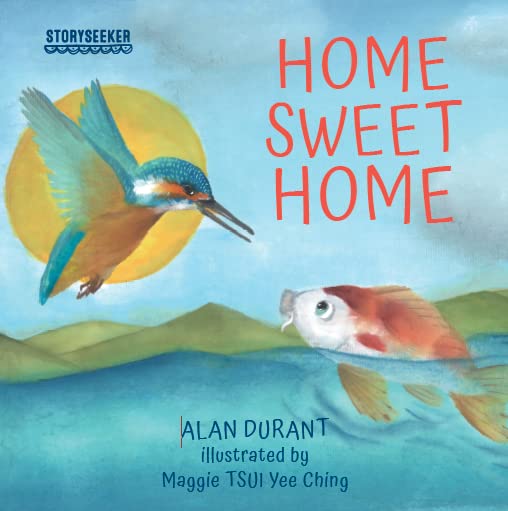 STORYSEEKER
HOME
SWEET
HOME
ALAN DURANT
illustrated by
Maggie TSUI Yee Ching